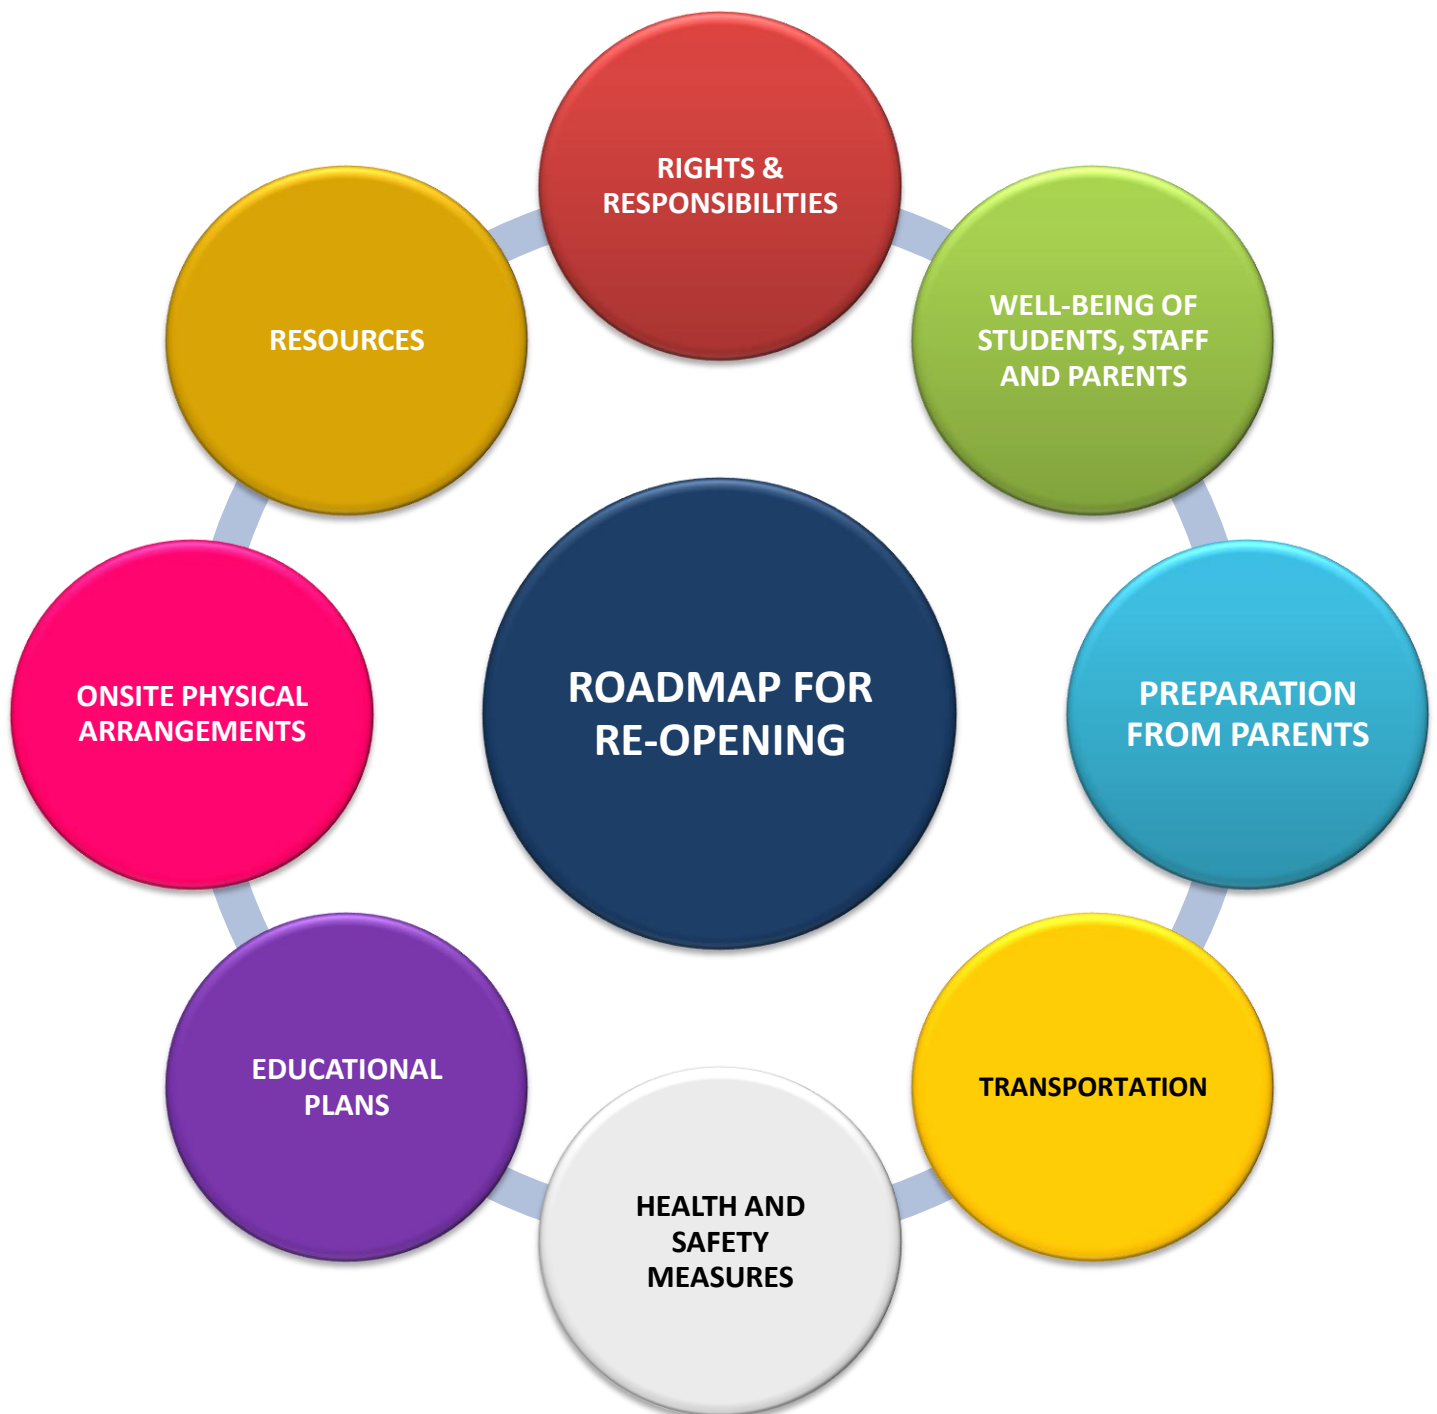 RIGHTS &
RESPONSIBILITIES
WELL-BEING OF
STUDENTS, STAFF
AND PARENTS
PREPARATION
FROM PARENTS
TRANSPORTATION
HEALTH AND
SAFETY
MEASURES
EDUCATIONAL
PLANS
ONSITE PHYSICAL
ARRANGEMENTS
RESOURCES
ROADMAP FOR
RE-OPENING